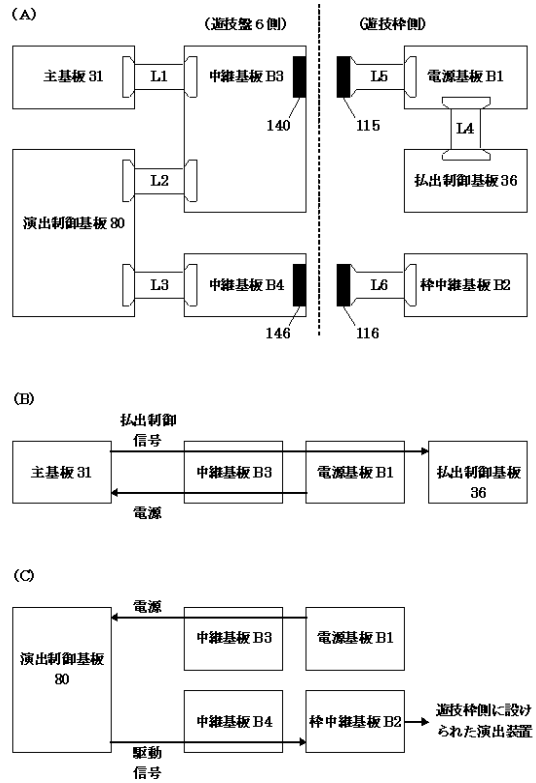 (A)
(遊技盤6側)
(遊技枠側)
主基板31
L1
中継基板B3
L5
電源基板B1
140
115
L4
L2
払出制御基板36
演出制御基板80
L3
中継基板B4
L6
枠中継基板B2
146
116
(B)
払出制御
信号
主基板31
中継基板B3
電源基板B1
払出制御基板
36
電源
(C)
電源
中継基板B3
電源基板B1
演出制御基板
80
中継基板B4
枠中継基板B2
遊技枠側に設け
られた演出装置
駆動
信号